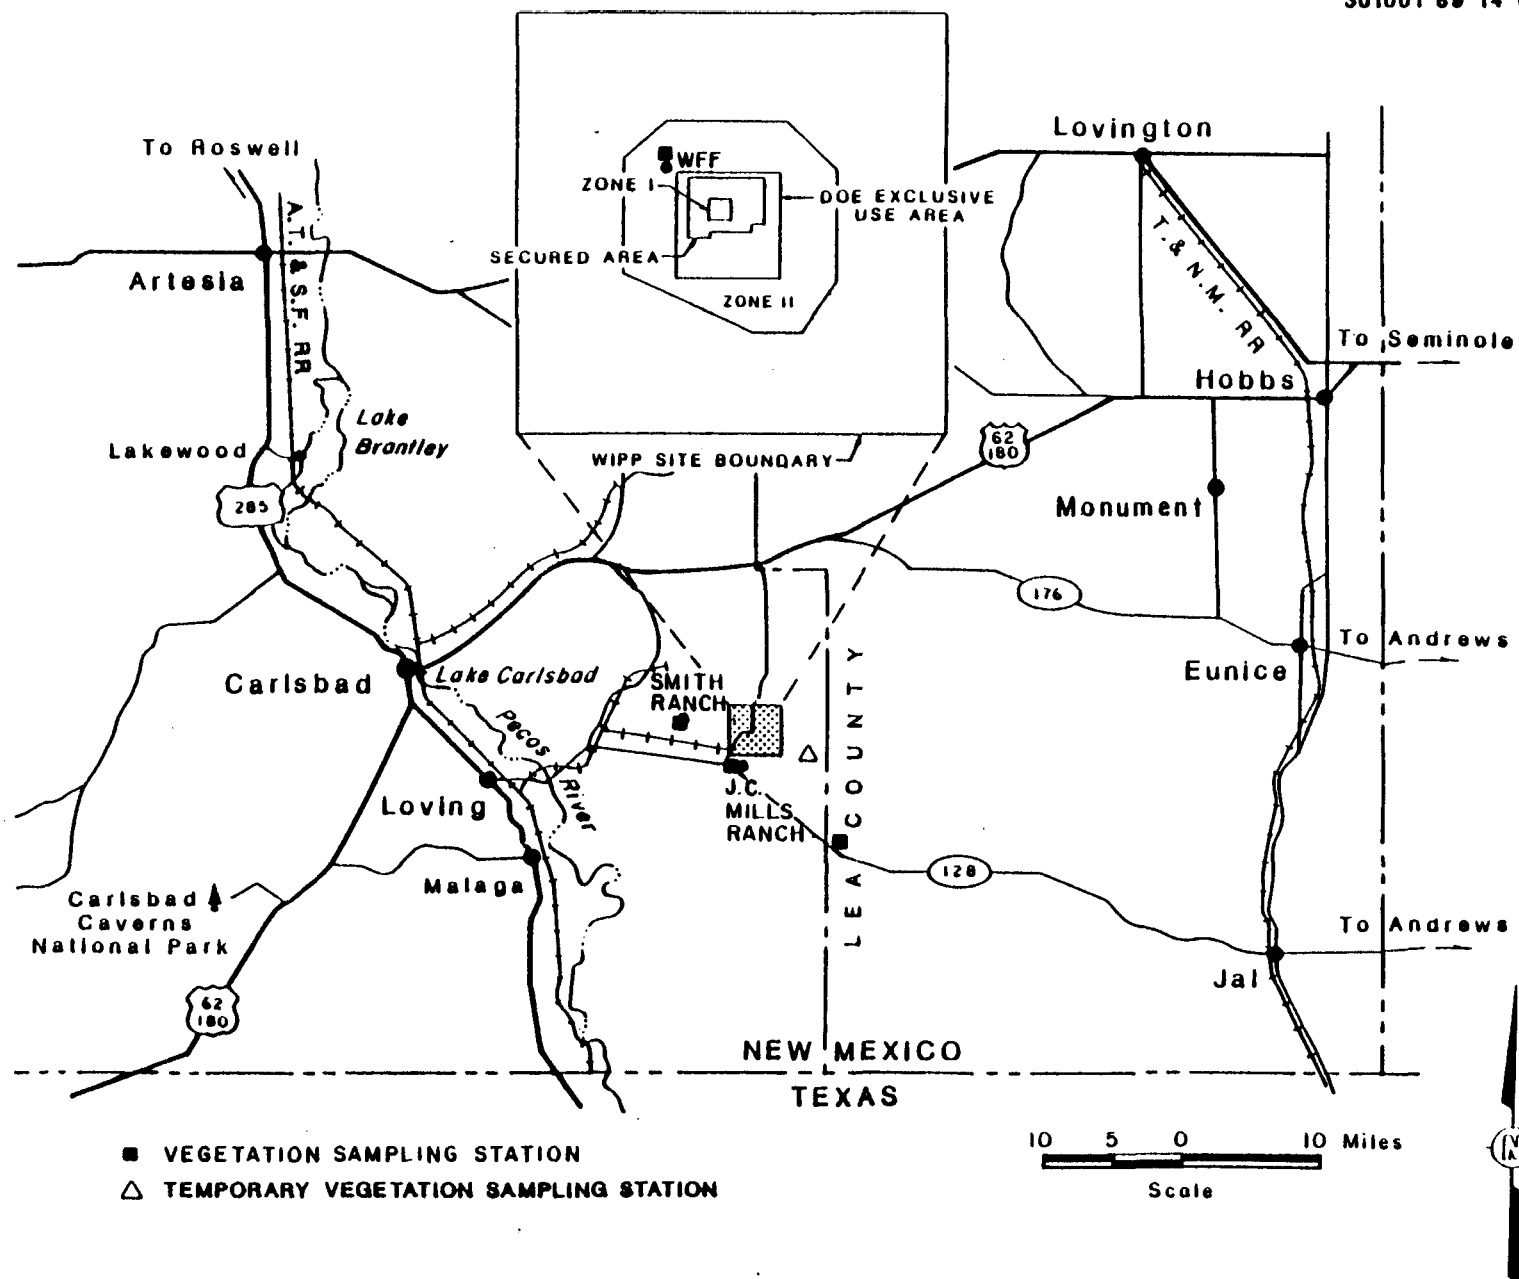 Lovington
To Roswell
WFF
ZONE I
DOE EXCLUSIVE
USE AREA
A.T. & S.F. RR
T. & N.M. RR
SECURED AREA
Artesia
ZONE II
To Seminole
Hobbs
Lake
Brantley
Lakewood
WIPP SITE BOUNDARY
62
180
285
Monument
176
To Andrews
Eunice
Carlsbad
Lake Carlsbad
SMITH
RANCH
Pecos
River
LEA COUNTY
J.C.
MILLS
RANCH
Loving
Malaga
128
Carlsbad
Caverns
National Park
To Andrews
Jal
62
180
NEW MEXICO
TEXAS
VEGETATION SAMPLING STATION
TEMPORARY VEGETATION SAMPLING STATION
10 5 0 10 Miles
Scale